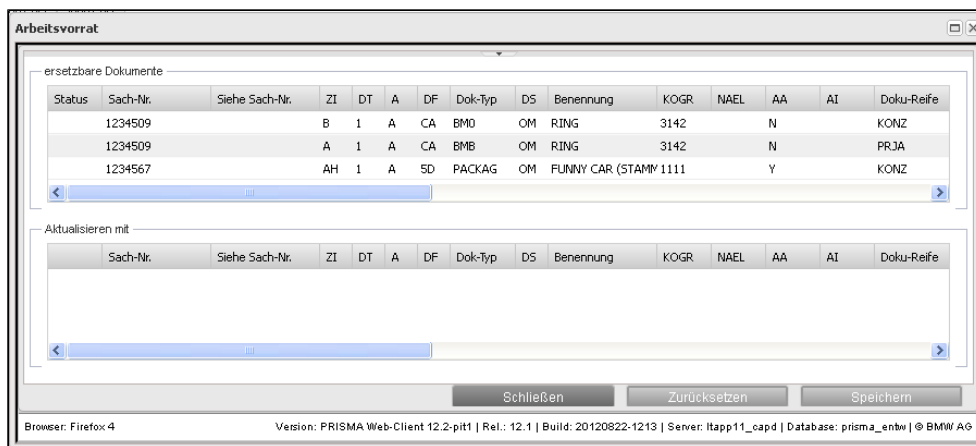 Arbeitsvorrat
ersetzbare Dokumente
Status Sach-Nr. Siehe Sach-Nr. ZI DT A DF Dok-Typ DS Benennung KOGR NAEL AA AI Doku-Reife
1234509 B 1 A CA BM0 OM RING 3142 N KONZ
1234509 A 1 A CA BMB OM RING 3142 N PRJA
1234567 AH 1 A 5D PACKAG OM FUNNY CAR (STAMM 1111 Y KONZ
Aktualisieren mit
Sach-Nr. Siehe Sach-Nr. ZI DT A DF Dok-Typ DS Benennung KOGR NAEL AA AI Doku-Reife
Schließen Zurücksetzen Speichern
Browser: Firefox 4 Version: PRISMA Web-Client 12.2-pit1 | Rel.: 12.1 | Build: 20120822-1213 | Server: ltapp11_capd | Database: prisma_entw | © BMW AG